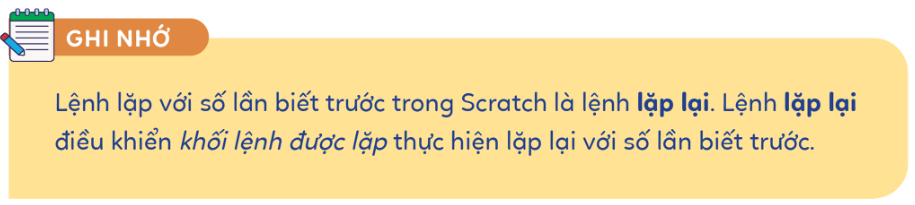 GHI NHỚ
Lệnh lặp với số lần biết trước trong Scratch là lệnh lặp lại. Lệnh lặp lại
điều khiển khối lệnh được lặp thực hiện lặp lại với số lần biết trước.